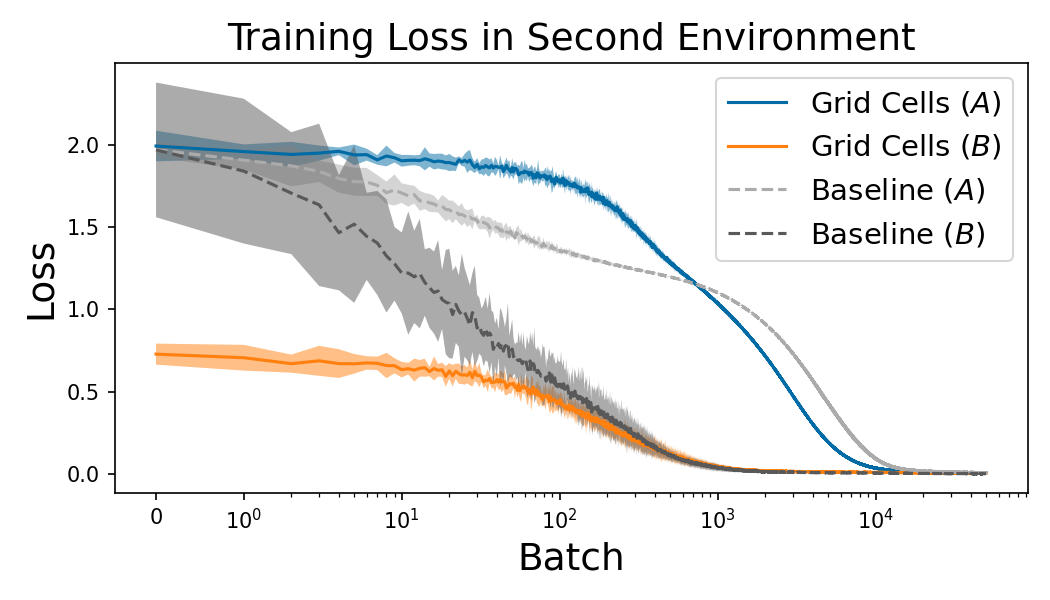 Training Loss in Second Environment
Loss
2.0
1.5
1.0
0.5
0.0
Grid Cells (A)
Grid Cells (B)
Baseline (A)
Baseline (B)
0 10⁰ 10¹ 10² 10³ 10⁴
Batch